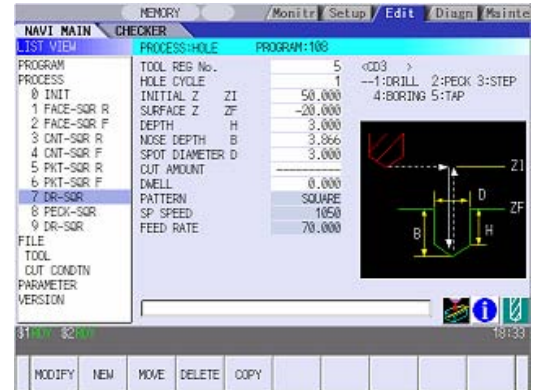 MEMORY Monitr Setup Edit Diagn Mainte
NAVI MAIN CHECKER
LIST VIEW PROCESS:HOLE PROGRAM:108
PROGRAM
PROCESS
0 INIT
1 FACE-SQR R
2 FACE-SQR F
3 CNT-SQR R
4 CNT-SQR F
5 PKT-SQR R
6 PKT-SQR F
7 DR-SQR
8 PECK-SQR
9 DR-SQR
FILE
TOOL
CUT CONDTN
PARAMETER
VERSION
TOOL REG No. 5
HOLE CYCLE 1
INITIAL Z ZI 50.000
SURFACE Z ZF -20.000
DEPTH H 3.000
NOSE DEPTH B 3.866
SPOT DIAMETER D 3.000
CUT AMOUNT ----------
DWELL 0.000
PATTERN SQUARE
SP SPEED 1050
FEED RATE 70.000
<CD3 >
--1:DRILL 2:PECK 3:STEP
4:BORING 5:TAP
ZI
D
ZF
B
H
$1 RDY $2 RDY 18:33
MODIFY NEW MOVE DELETE COPY